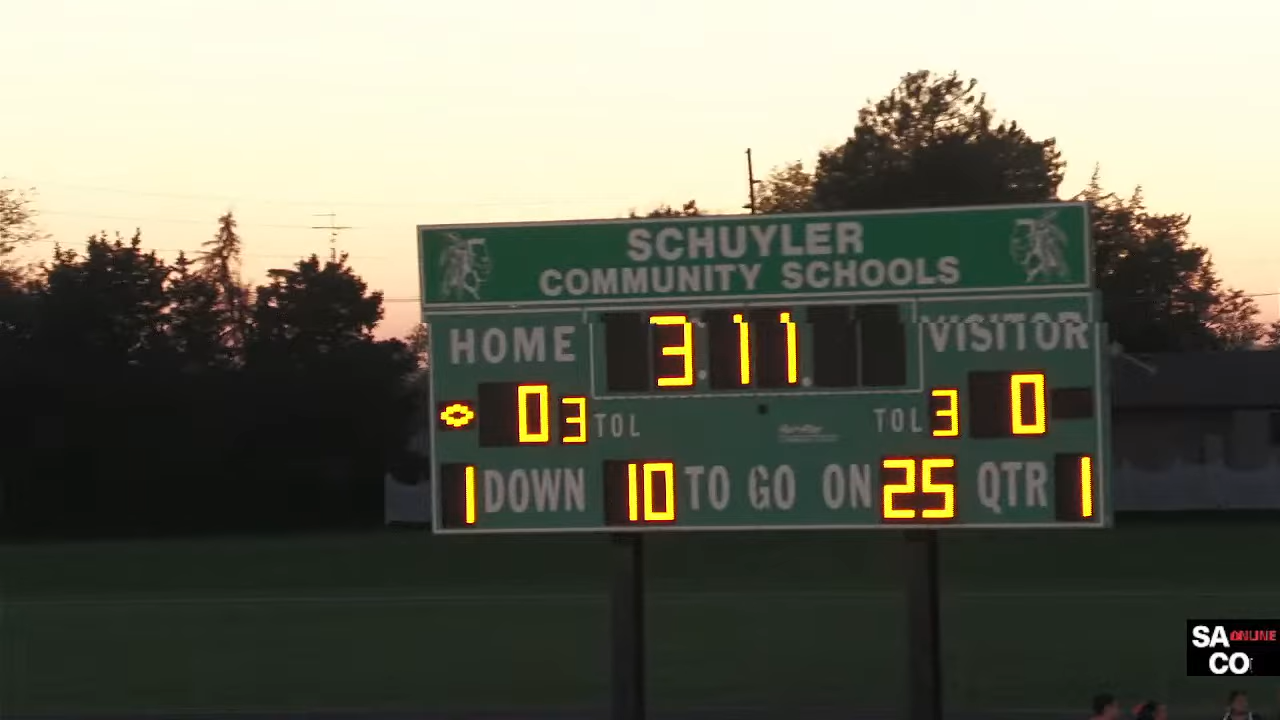 SCHUYLER
COMMUNITY SCHOOLS
HOME 3.11. VISITOR
0 3 TOL TOL 3 0
1 DOWN 10 TO GO ON 25 QTR 1
SA ONLINE
CO